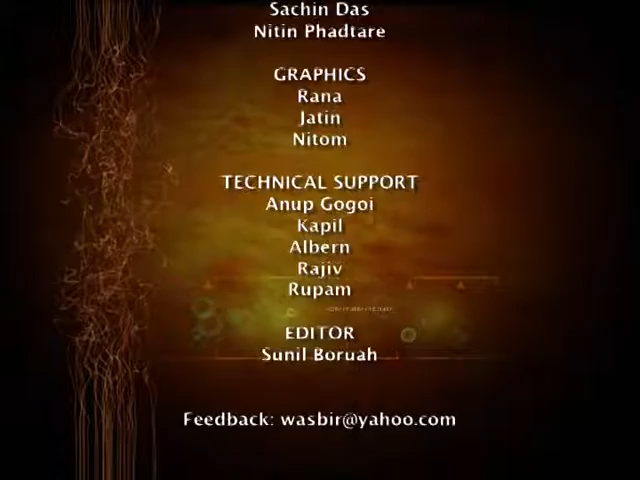 Sachin Das
Nitin Phadtare
GRAPHICS
Rana
Jatin
Nitom
TECHNICAL SUPPORT
Anup Gogoi
Kapil
Albern
Rajiv
Rupam
EDITOR
Sunil Boruah
Feedback: wasbir@yahoo.com